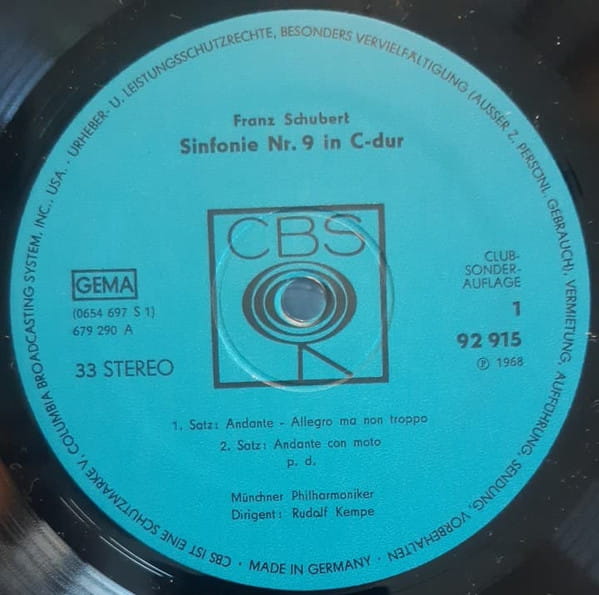 URHEBER- U. LEISTUNGSSCHUTZRECHTE, BESONDERS VERVIELFÄLTIGUNG (AUSSER Z. PERSÖNL. GEBRAUCH), VERMIETUNG, AUFFÜHRUNG, SENDUNG, VORBEHALTEN · MADE IN GERMANY · CBS IST EINE SCHUTZMARKE V. COLUMBIA BROADCASTING SYSTEM, INC., USA. ·
Franz Schubert
Sinfonie Nr. 9 in C-dur
CBS
GEMA
(0654 697 S 1)
679 290 A
33 STEREO
CLUB-
SONDER-
AUFLAGE
1
92 915
℗ 1968
1. Satz: Andante - Allegro ma non troppo
2. Satz: Andante con moto
p. d.
Münchner Philharmoniker
Dirigent: Rudolf Kempe